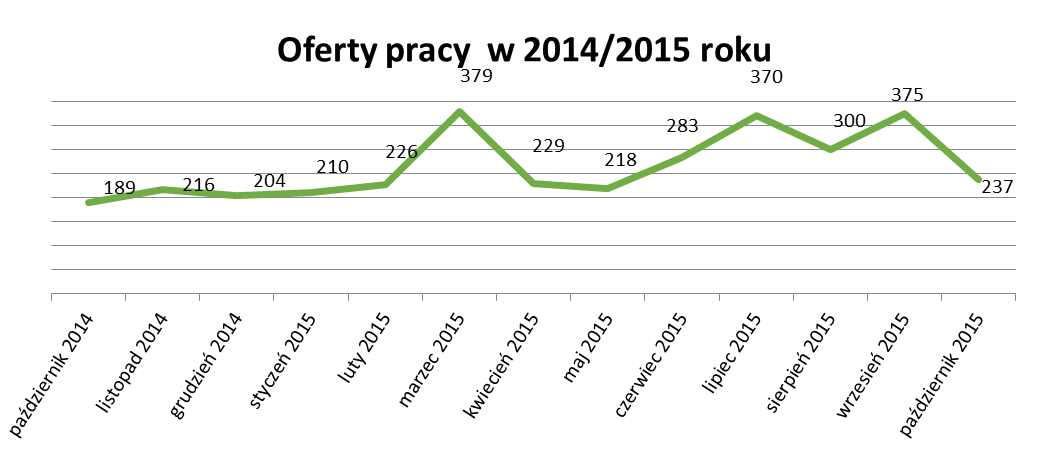 Oferty pracy w 2014/2015 roku
379
370
375
300
283
229
226
218
210
204
216
189
237
październik 2014
listopad 2014
grudzień 2014
styczeń 2015
luty 2015
marzec 2015
kwiecień 2015
maj 2015
czerwiec 2015
lipiec 2015
sierpień 2015
wrzesień 2015
październik 2015